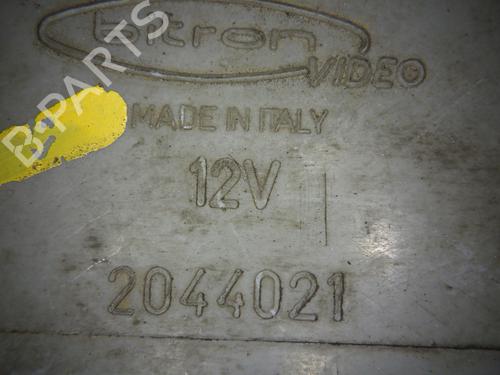 bitron
VIDEO
B-PARTS
MADE IN ITALY
12V
2044021